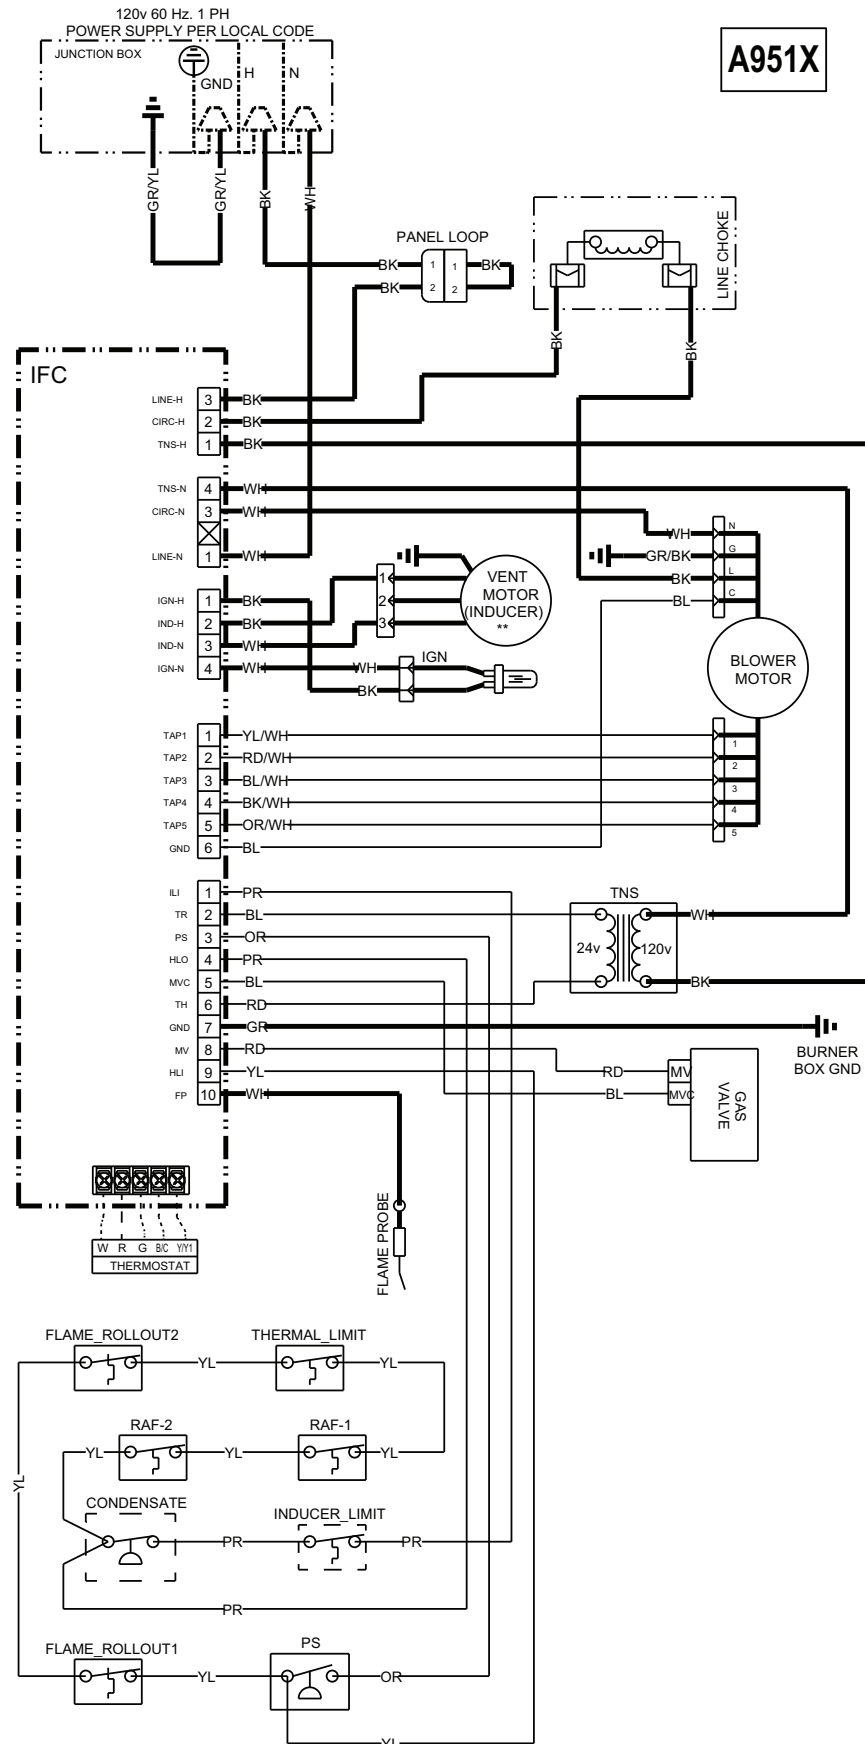 120v 60 Hz. 1 PH
POWER SUPPLY PER LOCAL CODE
A951X
JUNCTION BOX
GND H N
GR/YL GR/YL BK WH
LINE CHOKE
PANEL LOOP
BK 1 1 BK
BK 2 2
BK BK
IFC
LINE-H 3 BK
CIRC-H 2 BK
TNS-H 1 BK
TNS-N 4 WH
CIRC-N 3 WH
LINE-N 1 WH
WH N
GR/BK G
BK L
BL C
IGN-H 1 BK
IND-H 2 BK
IND-N 3 WH
IGN-N 4 WH
1
2
3
VENT
MOTOR
(INDUCER)
**
WH IGN
BK
BLOWER
MOTOR
TAP1 1 YL/WH 1
TAP2 2 RD/WH 2
TAP3 3 BL/WH 3
TAP4 4 BK/WH 4
TAP5 5 OR/WH 5
GND 6 BL
ILI 1 PR
TR 2 BL
PS 3 OR
HLO 4 PR
MVC 5 BL
TH 6 RD
GND 7 GR
MV 8 RD
HLI 9 YL
FP 10 WH
TNS
24v 120v
WH
BK
BURNER
BOX GND
RD MV
BL MVC
GAS
VALVE
W R G B/C Y/Y1
THERMOSTAT
FLAME PROBE
FLAME_ROLLOUT2 THERMAL_LIMIT
YL YL
RAF-2 RAF-1
YL YL YL
YL
CONDENSATE INDUCER_LIMIT
PR PR
PR
FLAME_ROLLOUT1 PS
YL OR
YL